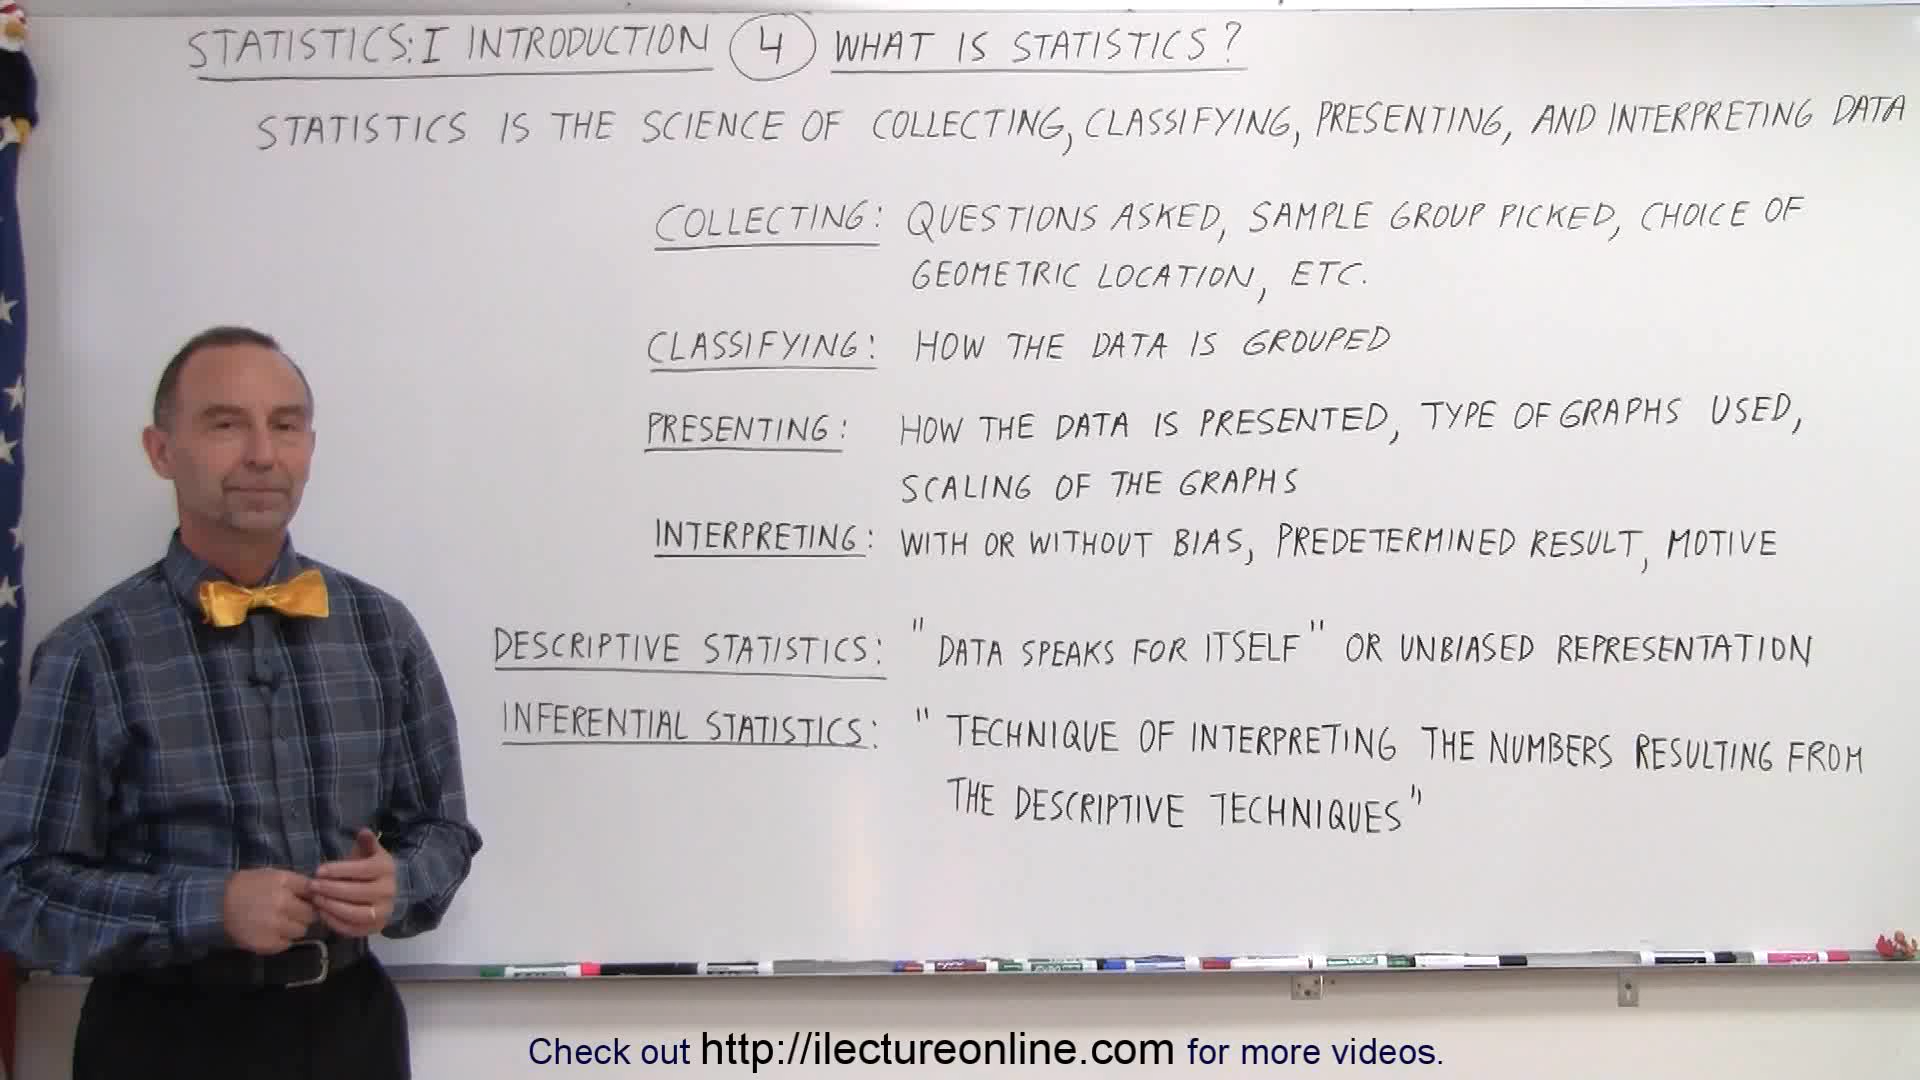 STATISTICS: I INTRODUCTION 4 WHAT IS STATISTICS?
STATISTICS IS THE SCIENCE OF COLLECTING, CLASSIFYING, PRESENTING, AND INTERPRETING DATA
COLLECTING: QUESTIONS ASKED, SAMPLE GROUP PICKED, CHOICE OF
GEOMETRIC LOCATION, ETC.
CLASSIFYING: HOW THE DATA IS GROUPED
PRESENTING: HOW THE DATA IS PRESENTED, TYPE OF GRAPHS USED,
SCALING OF THE GRAPHS
INTERPRETING: WITH OR WITHOUT BIAS, PREDETERMINED RESULT, MOTIVE
DESCRIPTIVE STATISTICS: "DATA SPEAKS FOR ITSELF" OR UNBIASED REPRESENTATION
INFERENTIAL STATISTICS: "TECHNIQUE OF INTERPRETING THE NUMBERS RESULTING FROM
THE DESCRIPTIVE TECHNIQUES"
Check out http://ilectureonline.com for more videos.